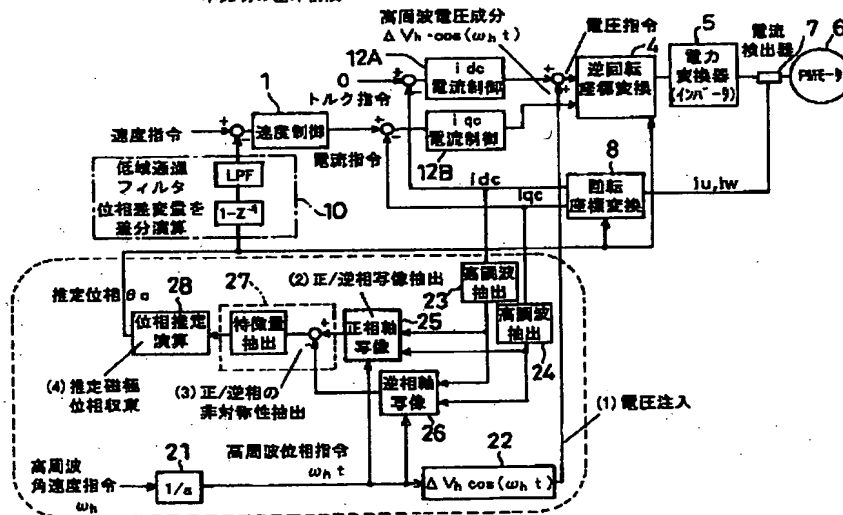 高周波電圧成分
Δ Vh・cos(ωh t)
電圧指令
12A
4
5
電流
検出器
7
6
idc
電流制御
逆回転
座標変換
電力
変換器
(インバータ)
PMモータ
0
トルク指令
1
速度指令
速度制御
電流指令
iqc
電流制御
12B
8
回転
座標変換
iu,iw
idc
iqc
低域通過
フィルタ
LPF
位相差変量を
差分演算
1-Z⁻¹
10
推定位相θo
28
27
(2)正/逆相写像抽出
23
高調波
抽出
高調波
抽出
24
位相推定
演算
特徴量
抽出
正相軸
写像
25
(4)推定磁極
位相収束
(3)正/逆相の
非対称性抽出
逆相軸
写像
26
(1)電圧注入
高周波
角速度指令
ωh
21
1/s
高周波位相指令
ωh t
22
Δ Vh cos(ωh t)